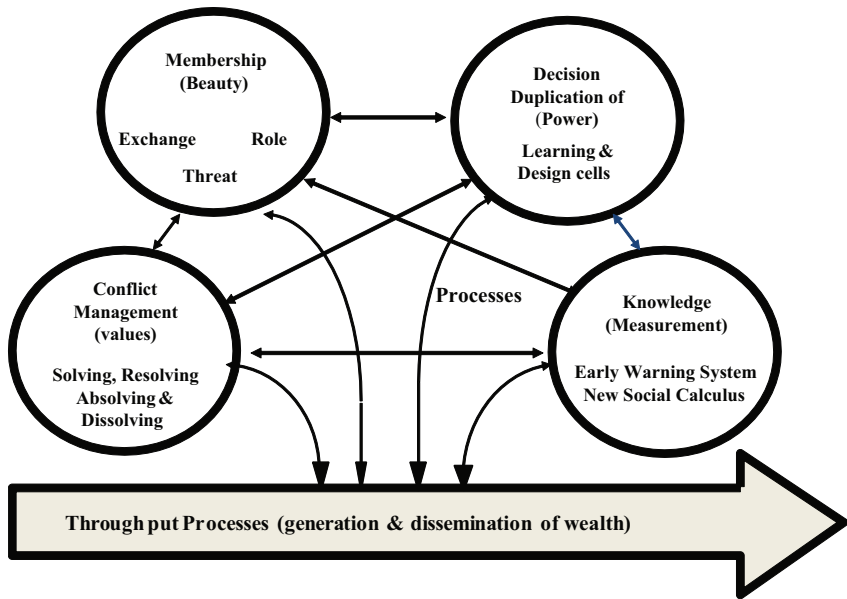 Membership
(Beauty)
Exchange Role
Threat
Decision
Duplication of
(Power)
Learning &
Design cells
Conflict
Management
(values)
Solving, Resolving
Absolving &
Dissolving
Processes
Knowledge
(Measurement)
Early Warning System
New Social Calculus
Through put Processes (generation & dissemination of wealth)